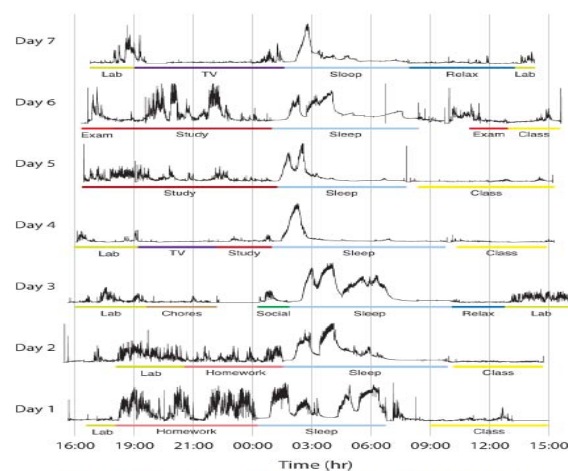 Day 7
Lab TV Sleep Relax Lab
Day 6
Exam Study Sleep Exam Class
Day 5
Study Sleep Class
Day 4
Lab TV Study Sleep Class
Day 3
Lab Chores Social Sleep Relax Lab
Day 2
Lab Homework Sleep Class
Day 1
Lab Homework Sleep Class
16:00 19:00 21:00 00:00 03:00 06:00 09:00 12:00 15:00
Time (hr)